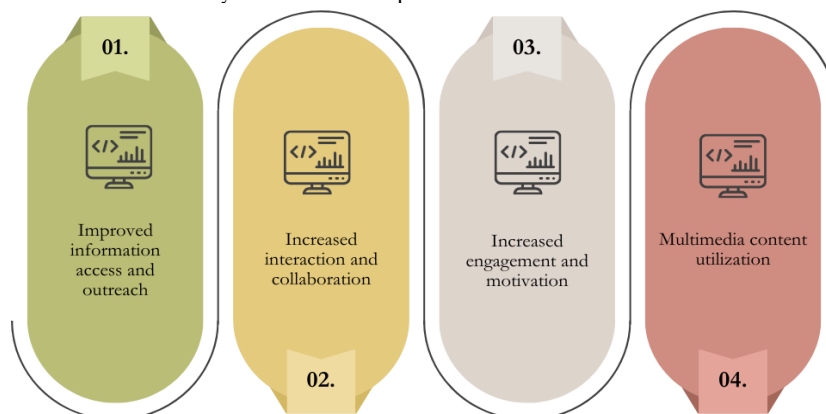 01.
Improved
information
access and
outreach
</>
Increased
interaction and
collaboration
02.
</>
03.
</>
Increased
engagement and
motivation
</>
Multimedia content
utilization
04.